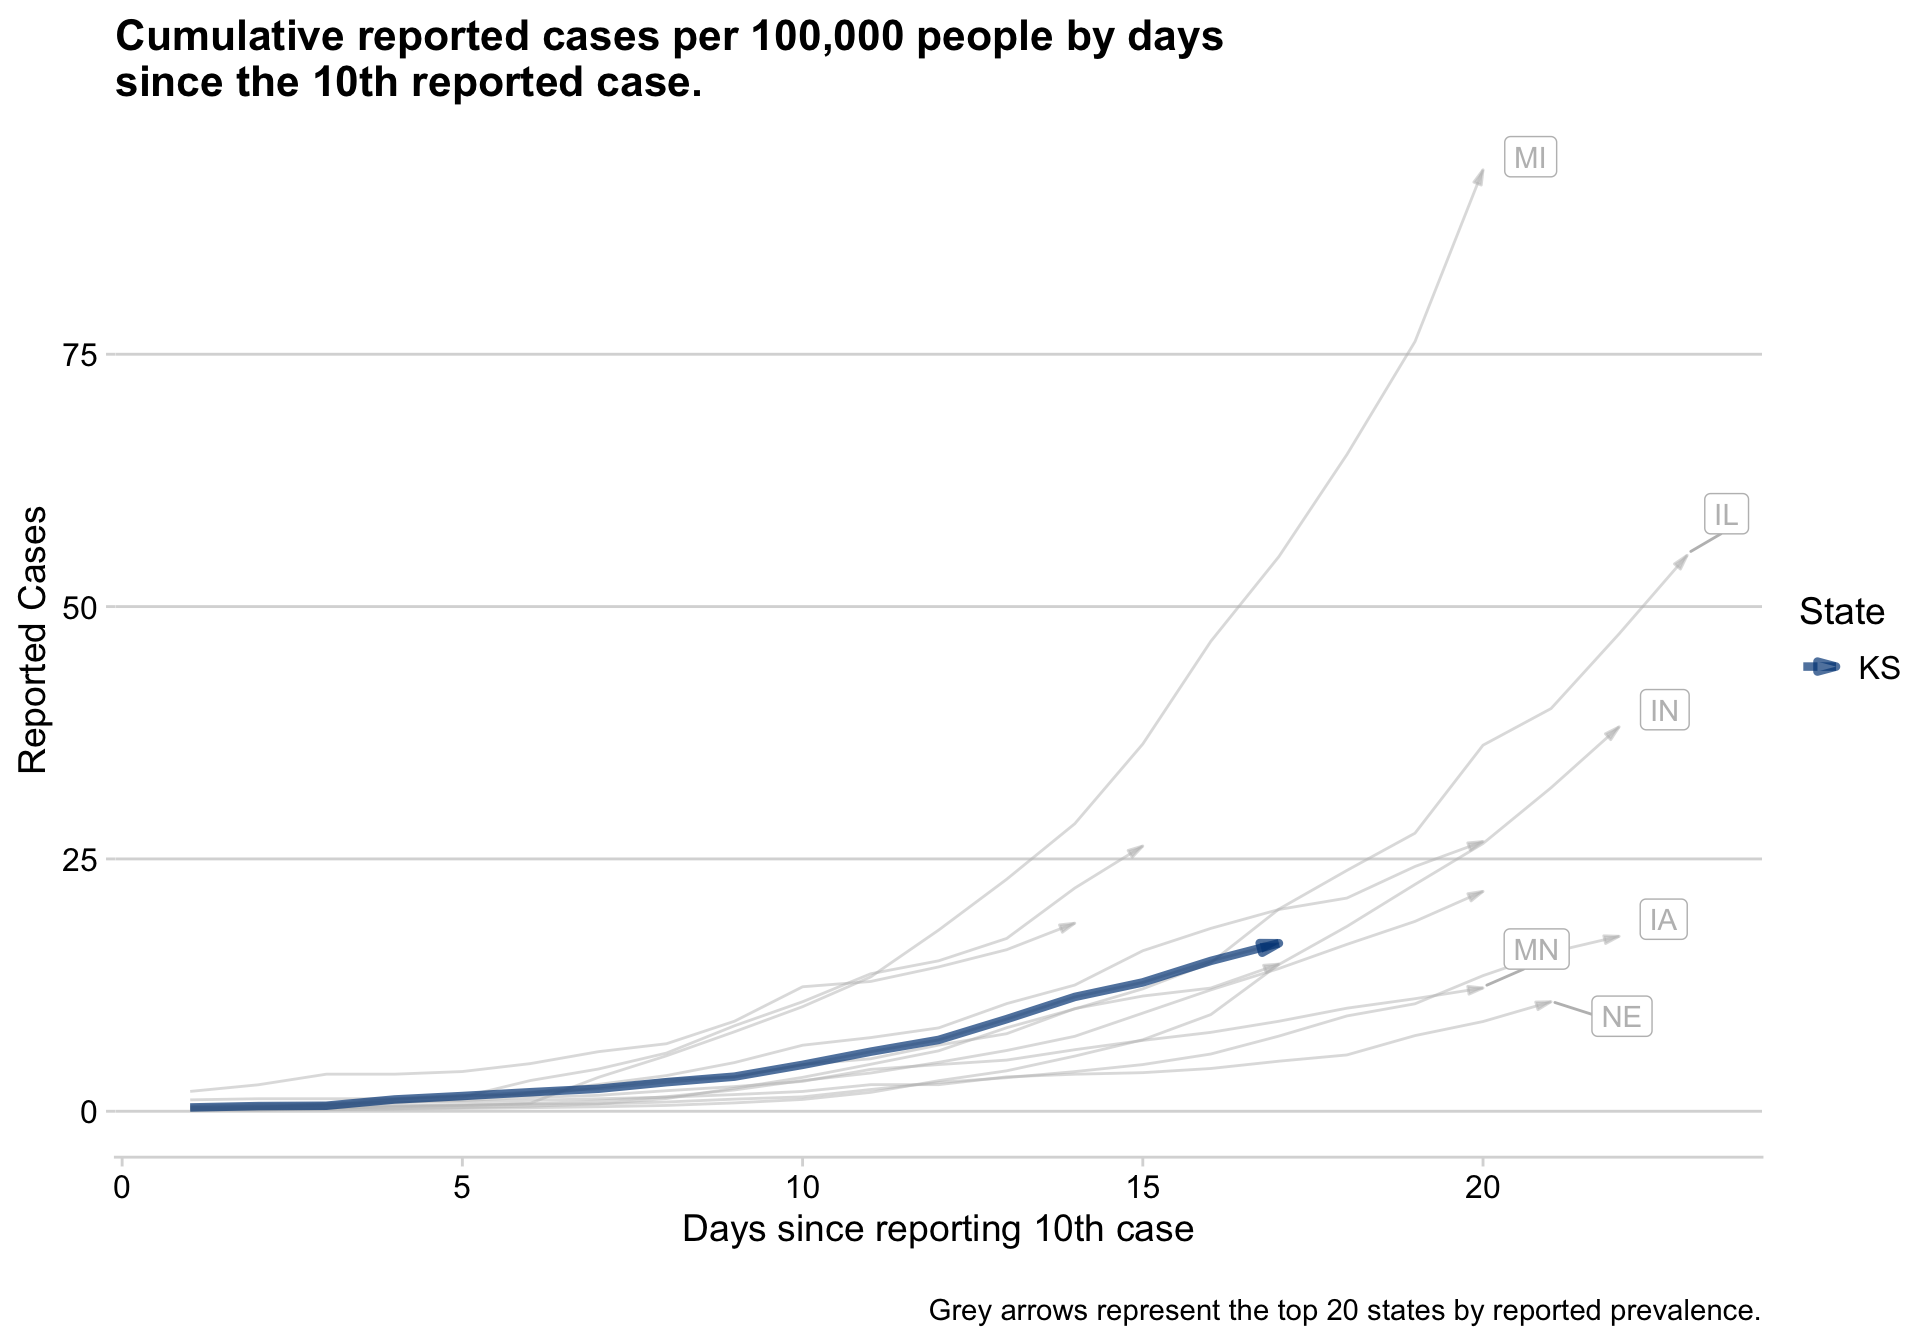 Cumulative reported cases per 100,000 people by days
since the 10th reported case.
MI
75
IL
Reported Cases
50
State
KS
IN
25
IA
MN
NE
0
0 5 10 15 20
Days since reporting 10th case
Grey arrows represent the top 20 states by reported prevalence.